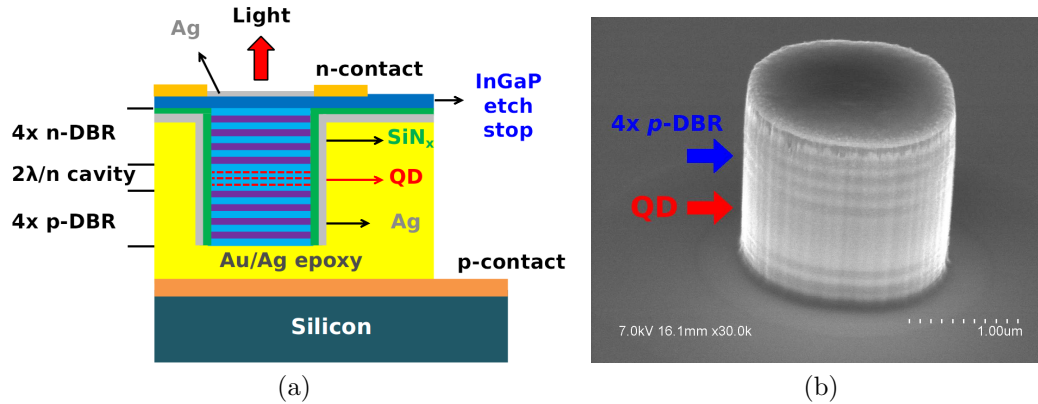 Light
Ag
n-contact
InGaP
etch
stop
4x n-DBR
SiNₓ
2λ/n cavity
QD
4x p-DBR
Ag
Au/Ag epoxy
p-contact
Silicon
(a)
4x p-DBR
QD
7.0kV 16.1mm x30.0k
1.00um
(b)